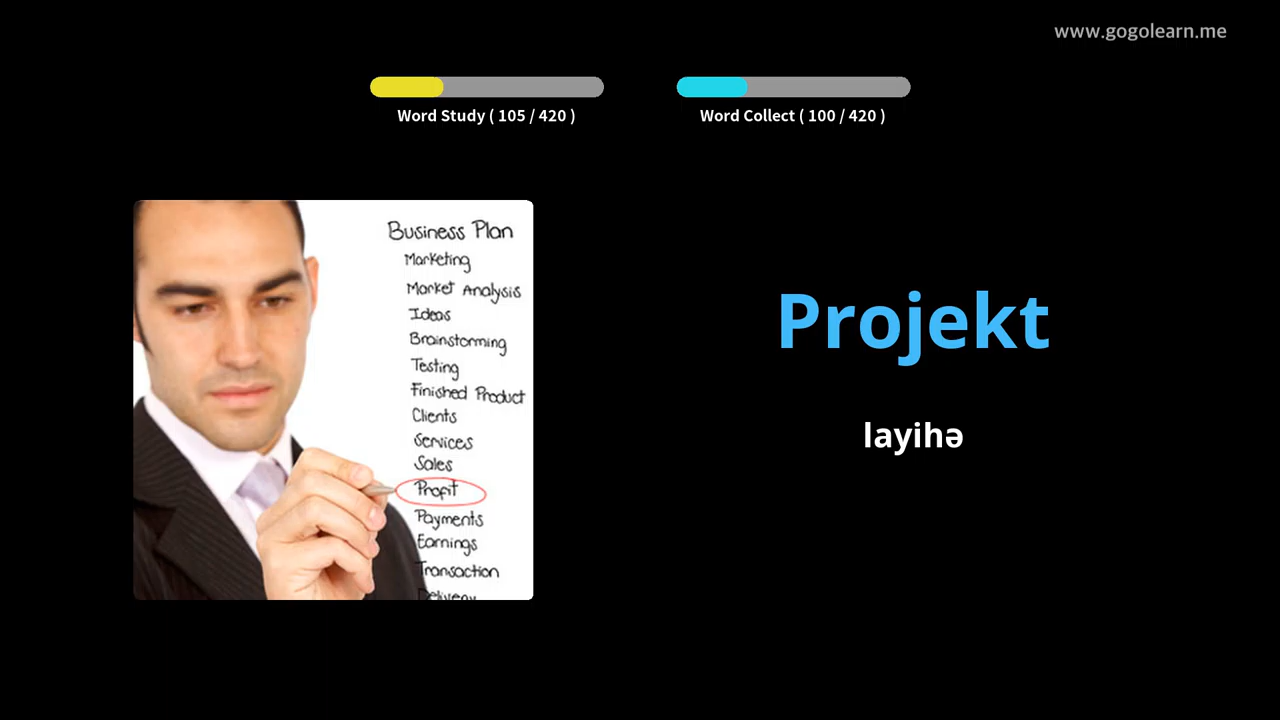 www.gogolearn.me
Word Study ( 105 / 420 )
Word Collect ( 100 / 420 )
Business Plan
Marketing
Market Analysis
Ideas
Brainstorming
Testing
Finished Product
Clients
Services
Sales
Profit
Payments
Earnings
Transaction
Delivery
Projekt
layihə